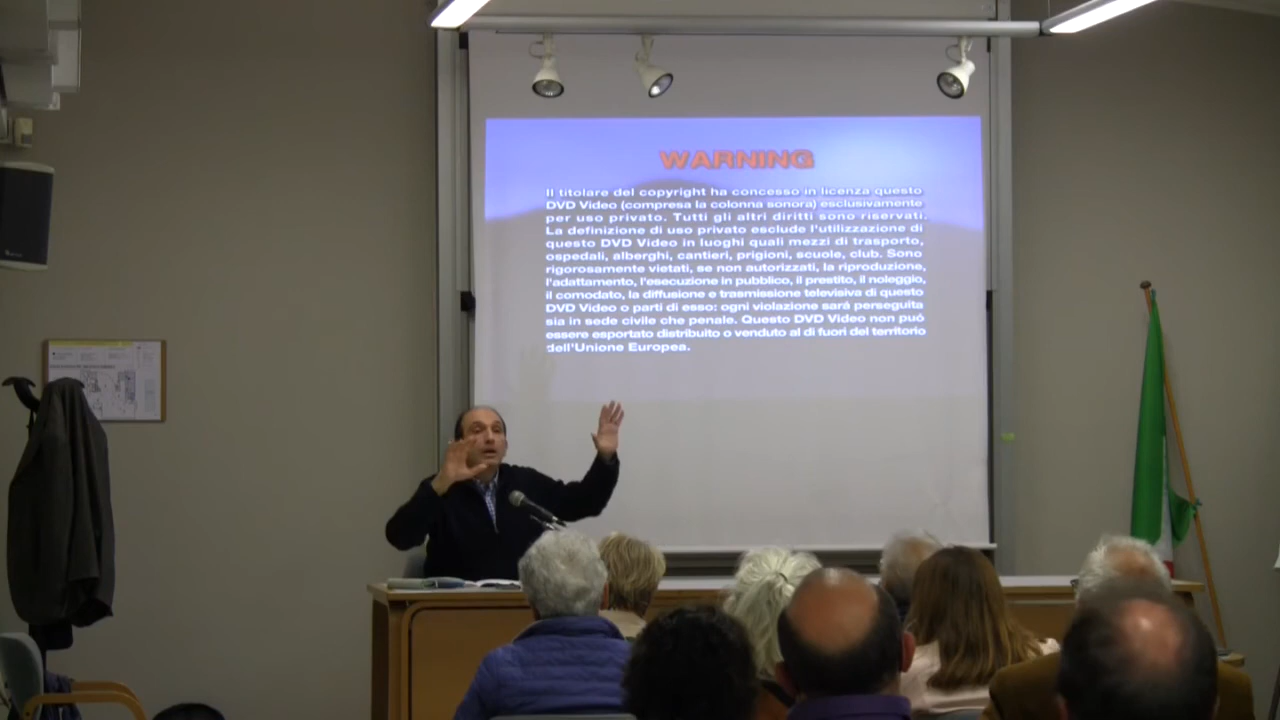 WARNING
Il titolare del copyright ha concesso in licenza questo
DVD Video (compresa la colonna sonora) esclusivamente
per uso privato. Tutti gli altri diritti sono riservati.
La definizione di uso privato esclude l'utilizzazione di
questo DVD Video in luoghi quali mezzi di trasporto,
ospedali, alberghi, cantieri, prigioni, scuole, club. Sono
rigorosamente vietati, se non autorizzati, la riproduzione,
l'adattamento, l'esecuzione in pubblico, il prestito, il noleggio,
il comodato, la diffusione e trasmissione televisiva di questo
DVD Video o parti di esso: ogni violazione sará perseguita
sia in sede civile che penale. Questo DVD Video non puó
essere esportato distribuito o venduto al di fuori del territorio
dell'Unione Europea.